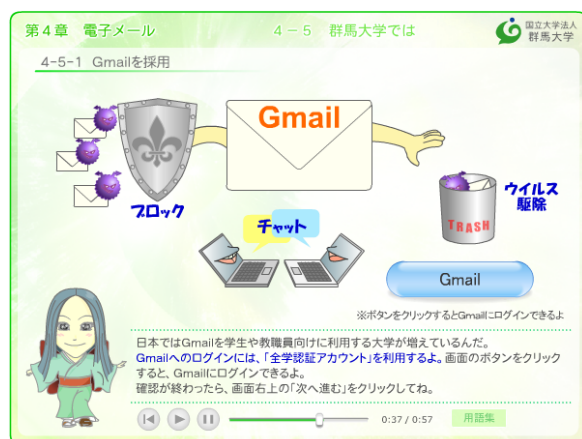 第4章 電子メール
4-5 群馬大学では
国立大学法人
群馬大学
4-5-1 Gmailを採用
Gmail
ブロック
ウイルス
駆除
TRASH
チャット
Gmail
※ボタンをクリックするとGmailにログインできるよ
日本ではGmailを学生や教職員向けに利用する大学が増えているんだ。
Gmailへのログインには、「全学認証アカウント」を利用するよ。画面のボタンをクリック
すると、Gmailにログインできるよ。
確認が終わったら、画面右上の「次へ進む」をクリックしてね。
0:37 / 0:57
用語集